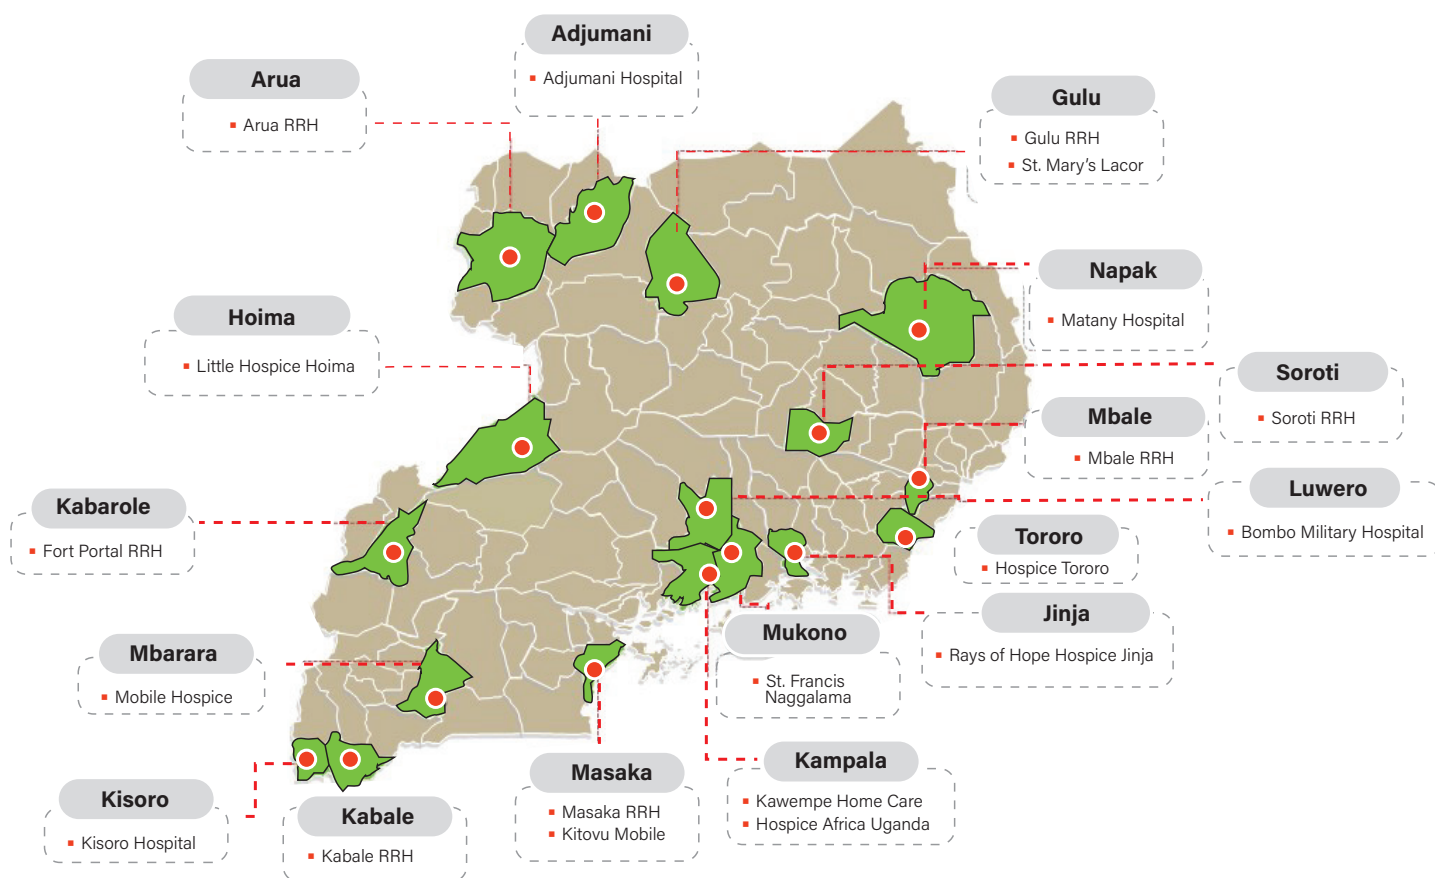 Adjumani
▪ Adjumani Hospital
Arua
▪ Arua RRH
Gulu
▪ Gulu RRH
▪ St. Mary's Lacor
Napak
▪ Matany Hospital
Hoima
▪ Little Hospice Hoima
Soroti
▪ Soroti RRH
Mbale
▪ Mbale RRH
Luwero
▪ Bombo Military Hospital
Kabarole
▪ Fort Portal RRH
Tororo
▪ Hospice Tororo
Jinja
▪ Rays of Hope Hospice Jinja
Mukono
▪ St. Francis
Naggalama
Mbarara
▪ Mobile Hospice
Kampala
▪ Kawempe Home Care
▪ Hospice Africa Uganda
Masaka
▪ Masaka RRH
▪ Kitovu Mobile
Kisoro
▪ Kisoro Hospital
Kabale
▪ Kabale RRH